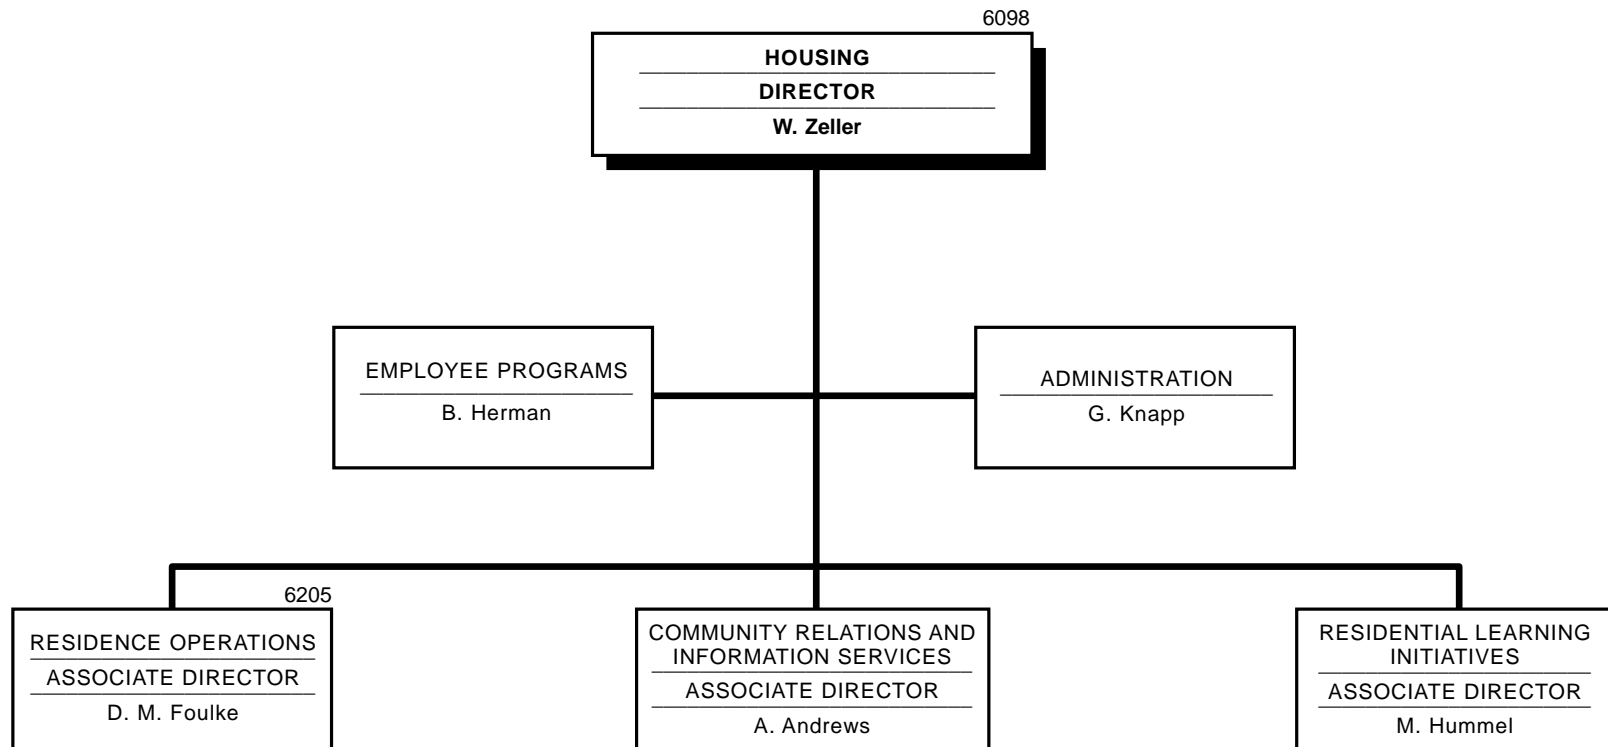 6098
HOUSING
DIRECTOR
W. Zeller
EMPLOYEE PROGRAMS
B. Herman
ADMINISTRATION
G. Knapp
6205
RESIDENCE OPERATIONS
ASSOCIATE DIRECTOR
D. M. Foulke
COMMUNITY RELATIONS AND
INFORMATION SERVICES
ASSOCIATE DIRECTOR
A. Andrews
RESIDENTIAL LEARNING
INITIATIVES
ASSOCIATE DIRECTOR
M. Hummel